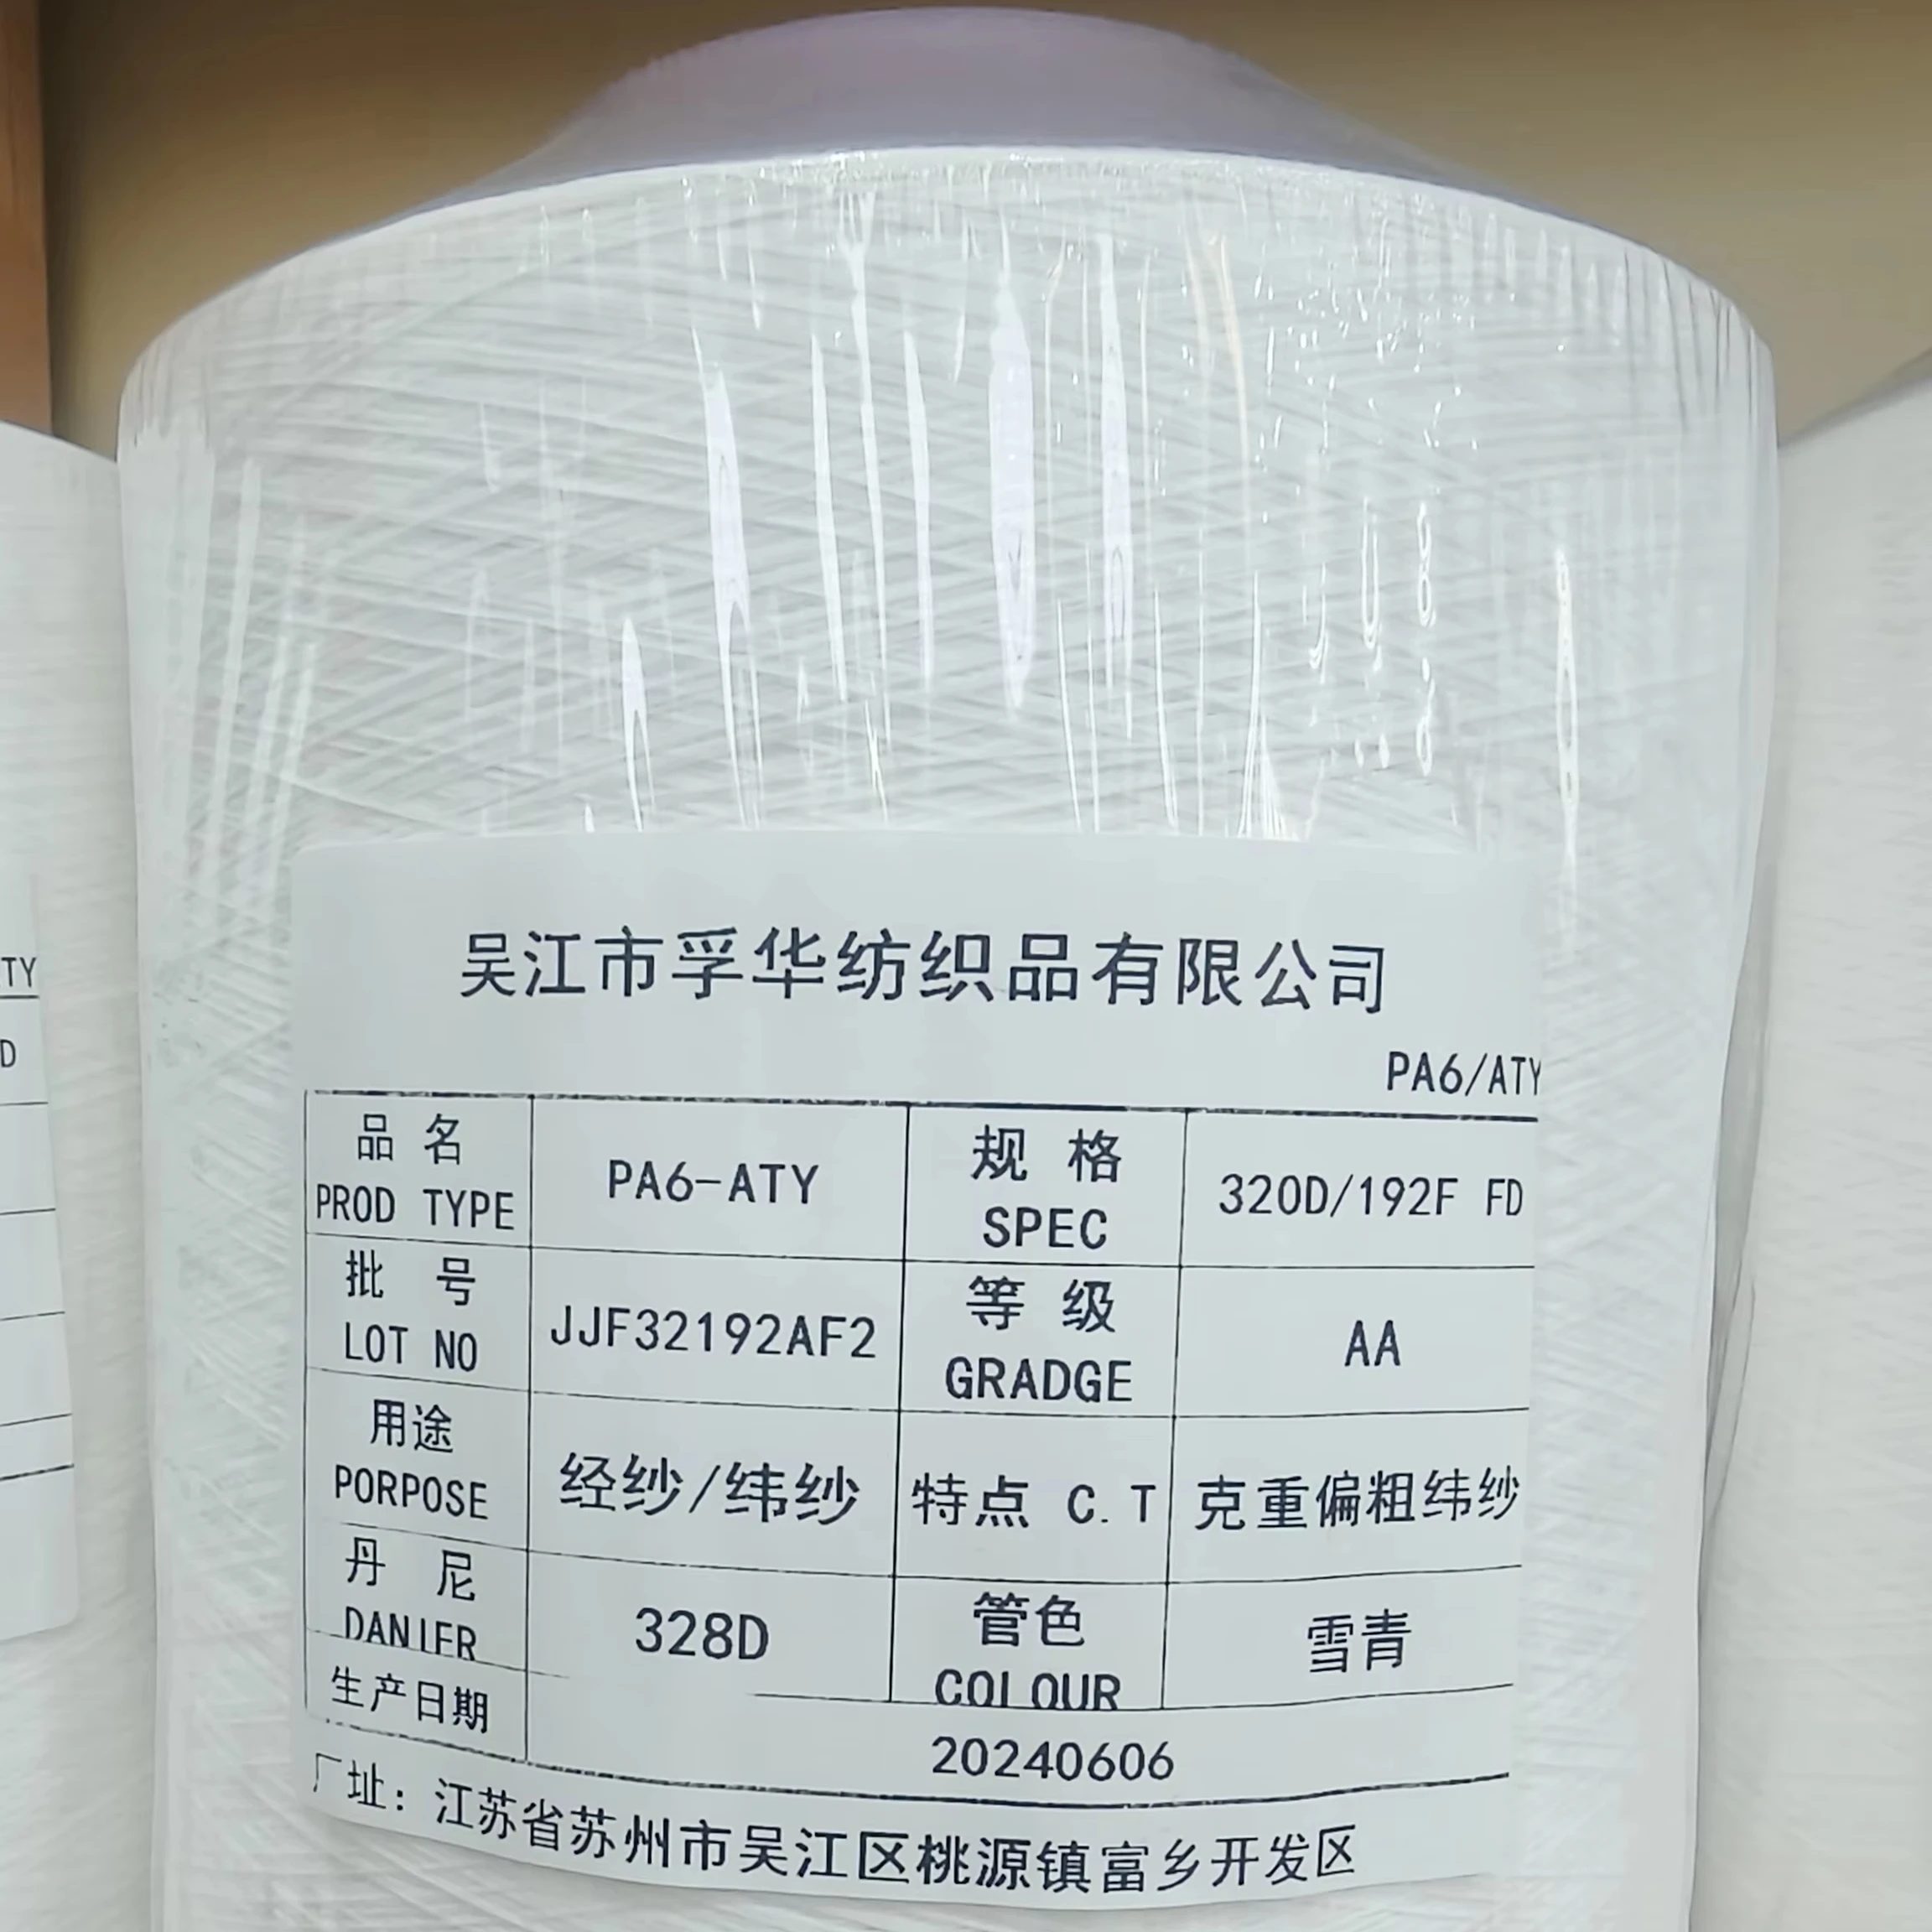 吴江市孚华纺织品有限公司
PA6/ATY
品 名 PA6-ATY 规 格 320D/192F FD
PROD TYPE SPEC
批 号 JJF32192AF2 等 级 AA
LOT NO GRADGE
用途 经纱/纬纱 特点 C.T 克重偏粗纬纱
PORPOSE
丹 尼 328D 管色 雪青
DANIER COLOUR
生产日期 20240606
厂址：江苏省苏州市吴江区桃源镇富乡开发区
TY
D